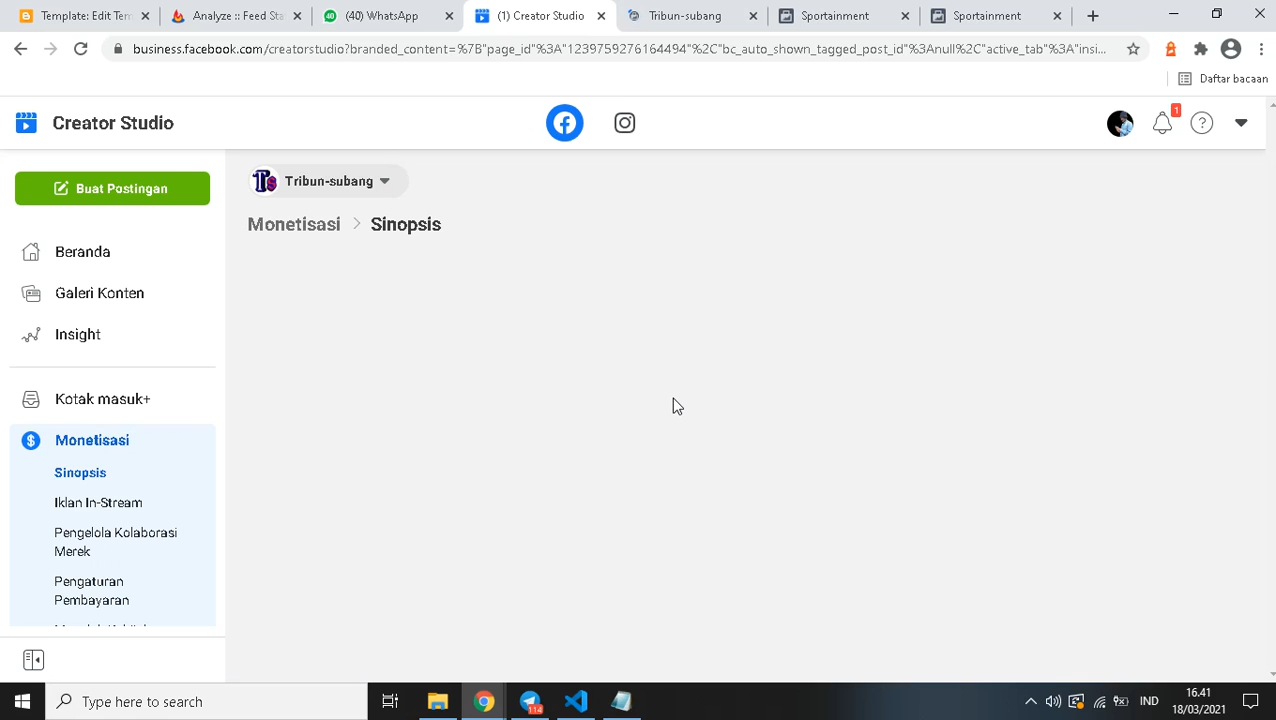 Template: Edit Tem
Analyze :: Feed Sta
(40) WhatsApp
(1) Creator Studio
Tribun-subang
Sportainment
Sportainment
business.facebook.com/creatorstudio?branded_content=%7B"page_id"%3A"1239759276164494"%2C"bc_auto_shown_tagged_post_id"%3Anull%2C"active_tab"%3A"insi...
Daftar bacaan
Creator Studio
1
Buat Postingan
Ts Tribun-subang
Monetisasi > Sinopsis
Beranda
Galeri Konten
Insight
Kotak masuk+
Monetisasi
Sinopsis
Iklan In-Stream
Pengelola Kolaborasi
Merek
Pengaturan
Pembayaran
Type here to search
114
IND
16.41
18/03/2021